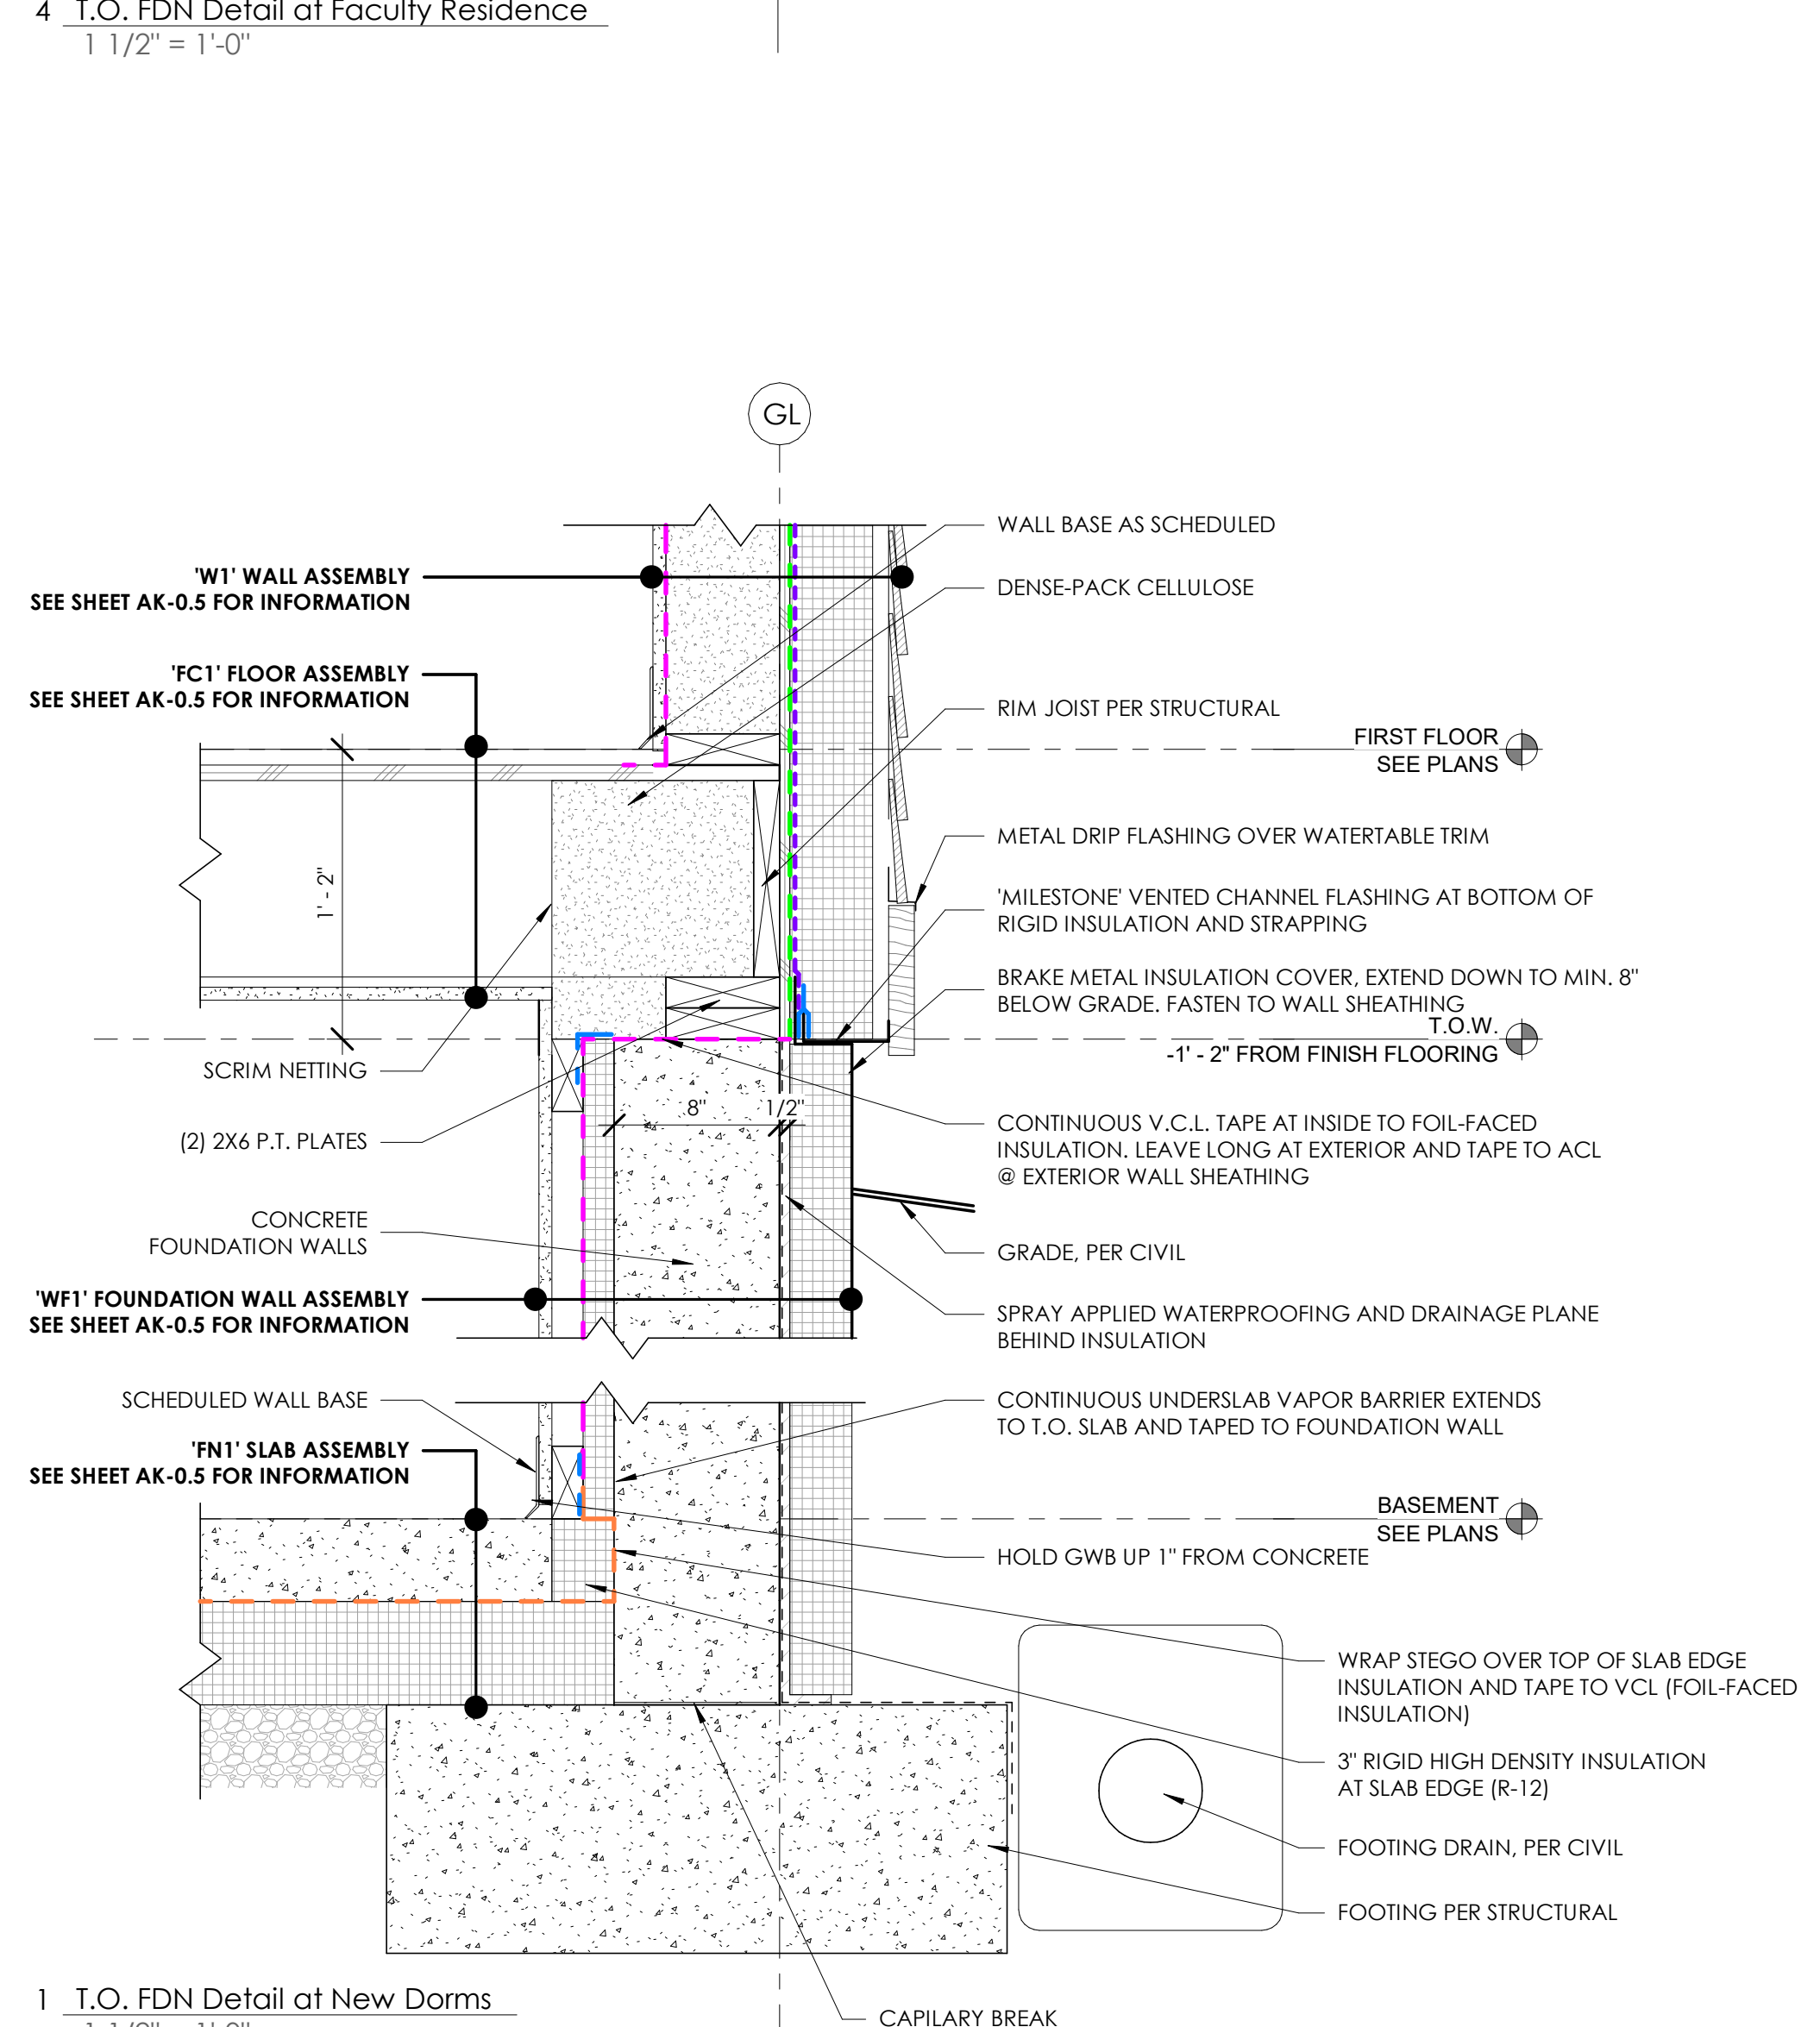 4 T.O. FDN Detail at Faculty Residence
1 1/2" = 1'-0"
GL
'W1' WALL ASSEMBLY
SEE SHEET AK-0.5 FOR INFORMATION
'FC1' FLOOR ASSEMBLY
SEE SHEET AK-0.5 FOR INFORMATION
1' - 2"
SCRIM NETTING
(2) 2X6 P.T. PLATES
CONCRETE
FOUNDATION WALLS
'WF1' FOUNDATION WALL ASSEMBLY
SEE SHEET AK-0.5 FOR INFORMATION
SCHEDULED WALL BASE
'FN1' SLAB ASSEMBLY
SEE SHEET AK-0.5 FOR INFORMATION
8"
1/2"
WALL BASE AS SCHEDULED
DENSE-PACK CELLULOSE
RIM JOIST PER STRUCTURAL
FIRST FLOOR
SEE PLANS
METAL DRIP FLASHING OVER WATERTABLE TRIM
'MILESTONE' VENTED CHANNEL FLASHING AT BOTTOM OF
RIGID INSULATION AND STRAPPING
BRAKE METAL INSULATION COVER, EXTEND DOWN TO MIN. 8"
BELOW GRADE. FASTEN TO WALL SHEATHING
T.O.W.
-1' - 2" FROM FINISH FLOORING
CONTINUOUS V.C.L. TAPE AT INSIDE TO FOIL-FACED
INSULATION. LEAVE LONG AT EXTERIOR AND TAPE TO ACL
@ EXTERIOR WALL SHEATHING
GRADE, PER CIVIL
SPRAY APPLIED WATERPROOFING AND DRAINAGE PLANE
BEHIND INSULATION
CONTINUOUS UNDERSLAB VAPOR BARRIER EXTENDS
TO T.O. SLAB AND TAPED TO FOUNDATION WALL
BASEMENT
SEE PLANS
HOLD GWB UP 1" FROM CONCRETE
WRAP STEGO OVER TOP OF SLAB EDGE
INSULATION AND TAPE TO VCL (FOIL-FACED
INSULATION)
3" RIGID HIGH DENSITY INSULATION
AT SLAB EDGE (R-12)
FOOTING DRAIN, PER CIVIL
FOOTING PER STRUCTURAL
CAPILARY BREAK
1 T.O. FDN Detail at New Dorms